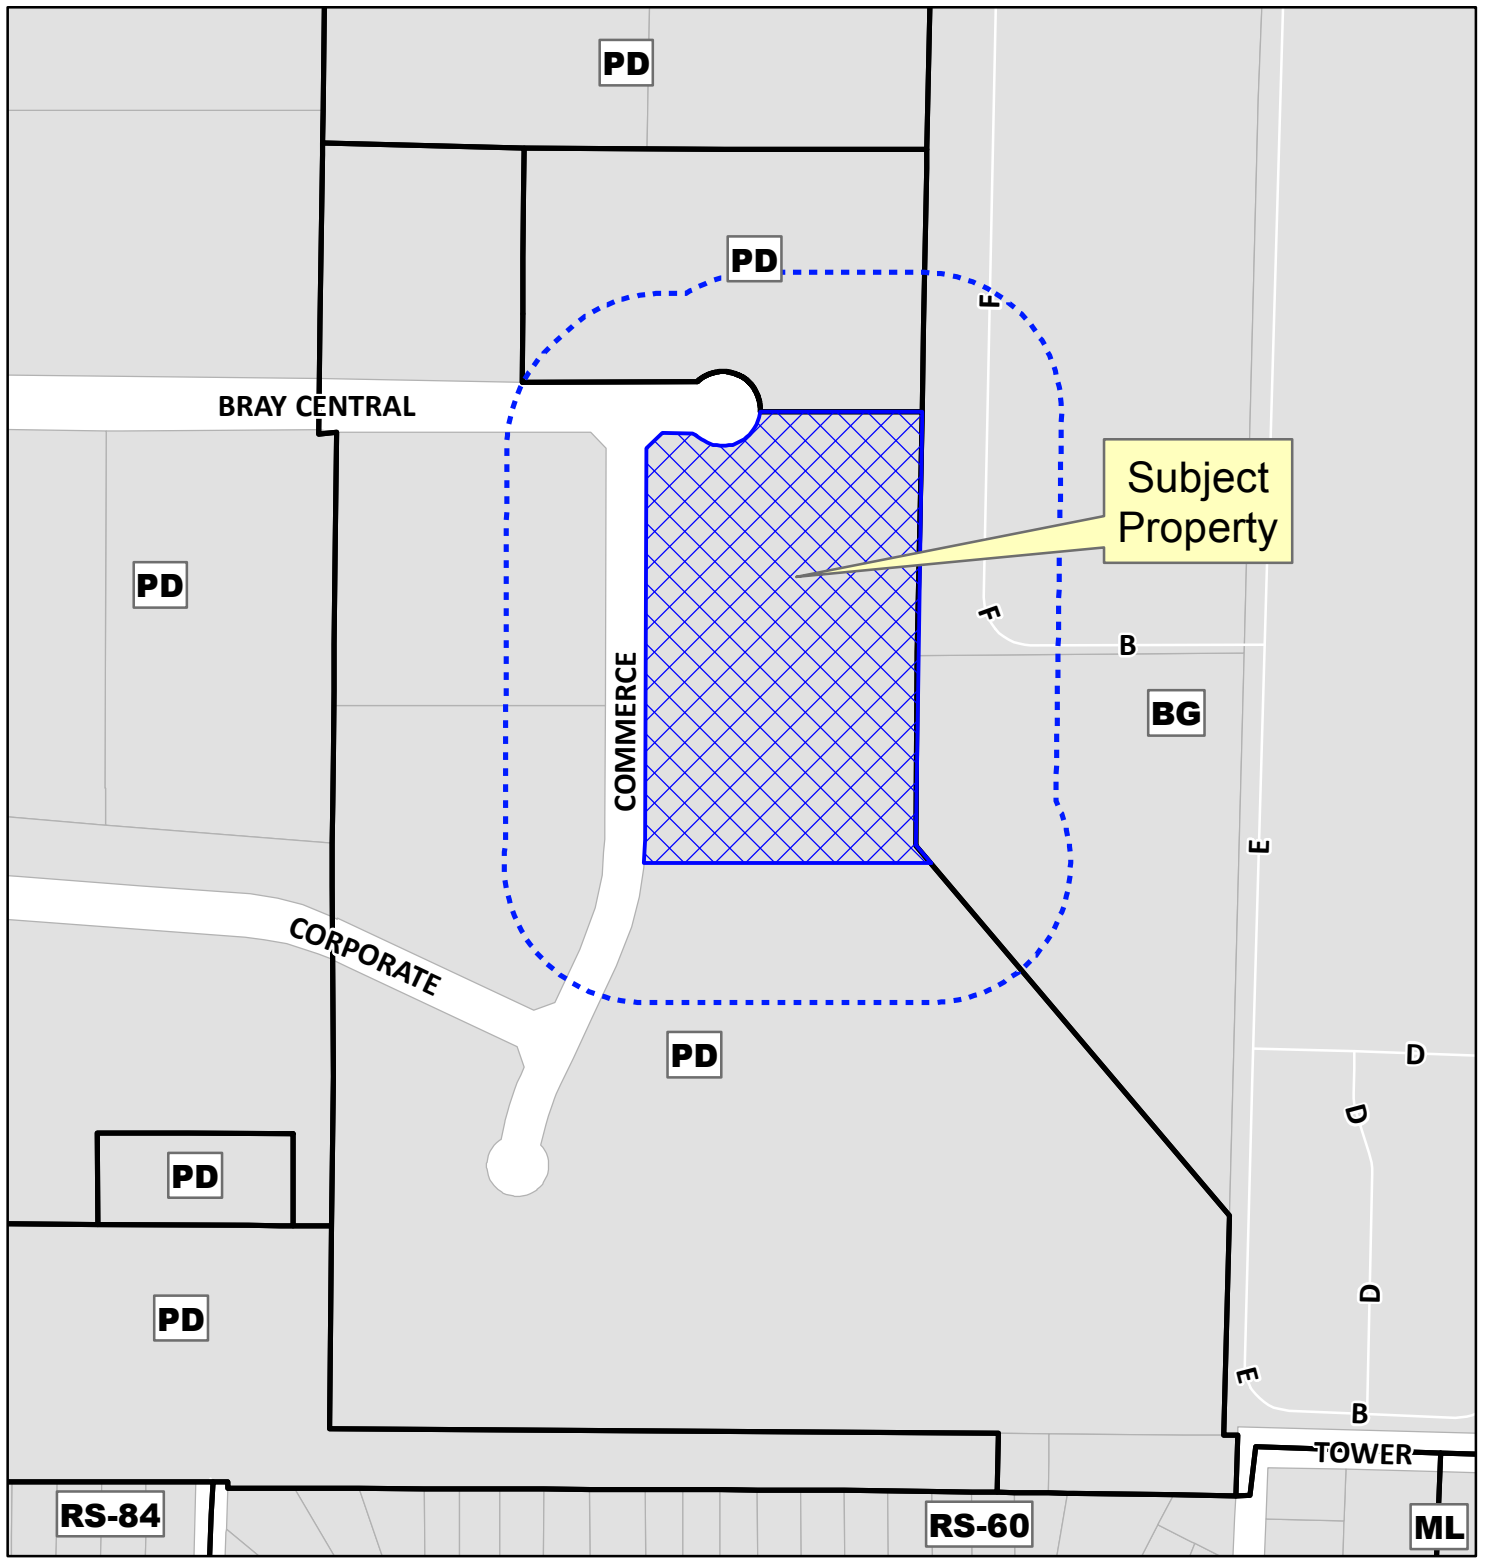 PD
PD
F
BRAY CENTRAL
Subject
Property
PD
F
B
COMMERCE
BG
E
CORPORATE
PD
D
D
PD
D
PD
E
B
TOWER
RS-84
RS-60
ML